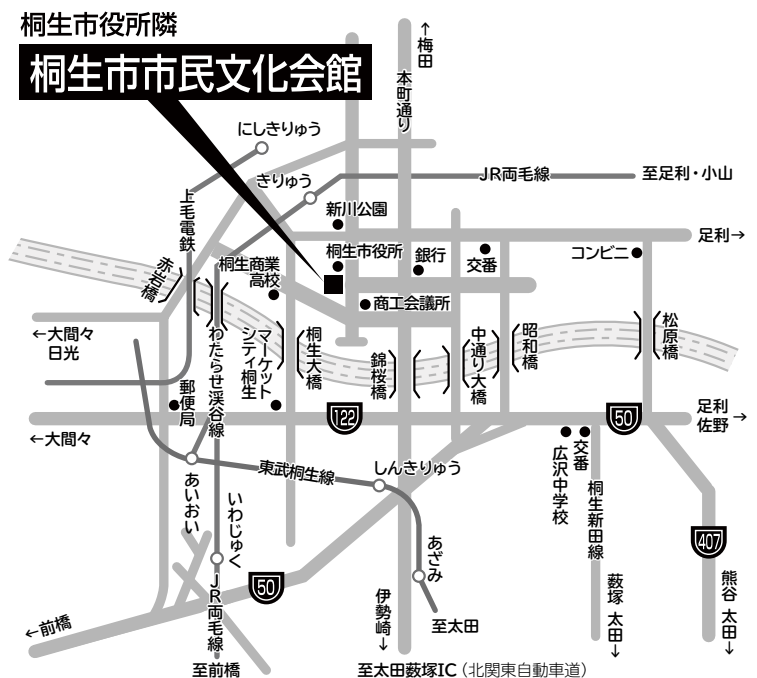 桐生市役所隣
桐生市市民文化会館
←梅田
本町通り
にしきりゅう
きりゅう
JR両毛線
至足利・小山
上毛電鉄
新川公園
足利→
桐生市役所
銀行
交番
コンビニ
赤岩橋
桐生商業
高校
商工会議所
←大間々
日光
わたらせ渓谷線
マーケット
シティ桐生
桐生大橋
錦桜橋
中通り大橋
昭和橋
松原橋
郵便局
122
50
足利
佐野→
←大間々
東武桐生線
しんきりゅう
交番
広沢中学校
桐生新田線
あいおい
いわじゅく
あざみ
407
50
JR両毛線
伊勢崎↓
藪塚 太田↓
熊谷 太田↓
←前橋
至太田
至前橋
至太田藪塚IC（北関東自動車道）